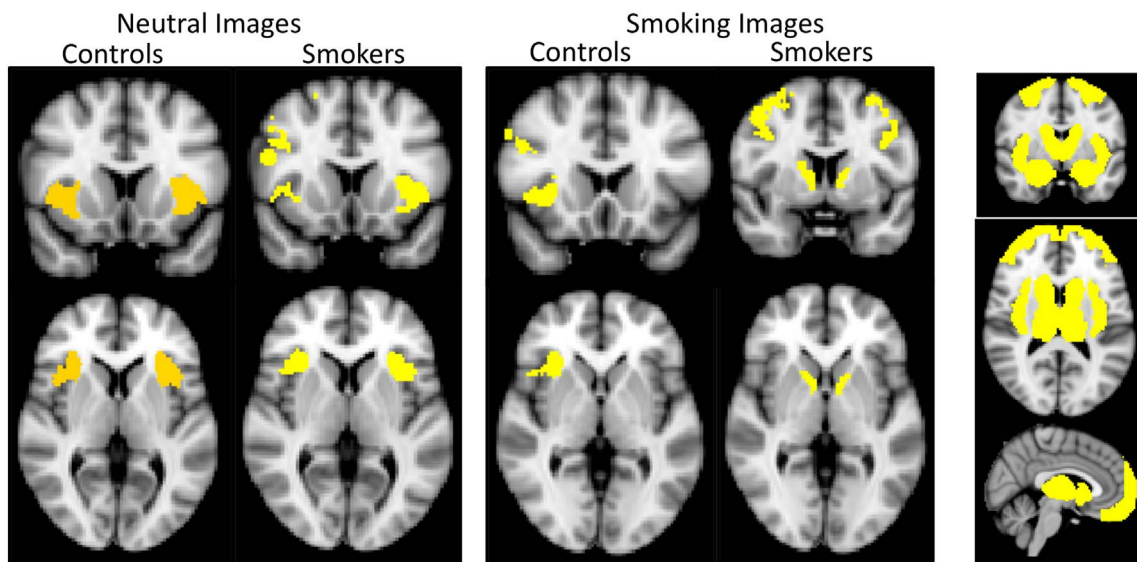 Neutral Images
Smoking Images
Controls
Smokers
Controls
Smokers